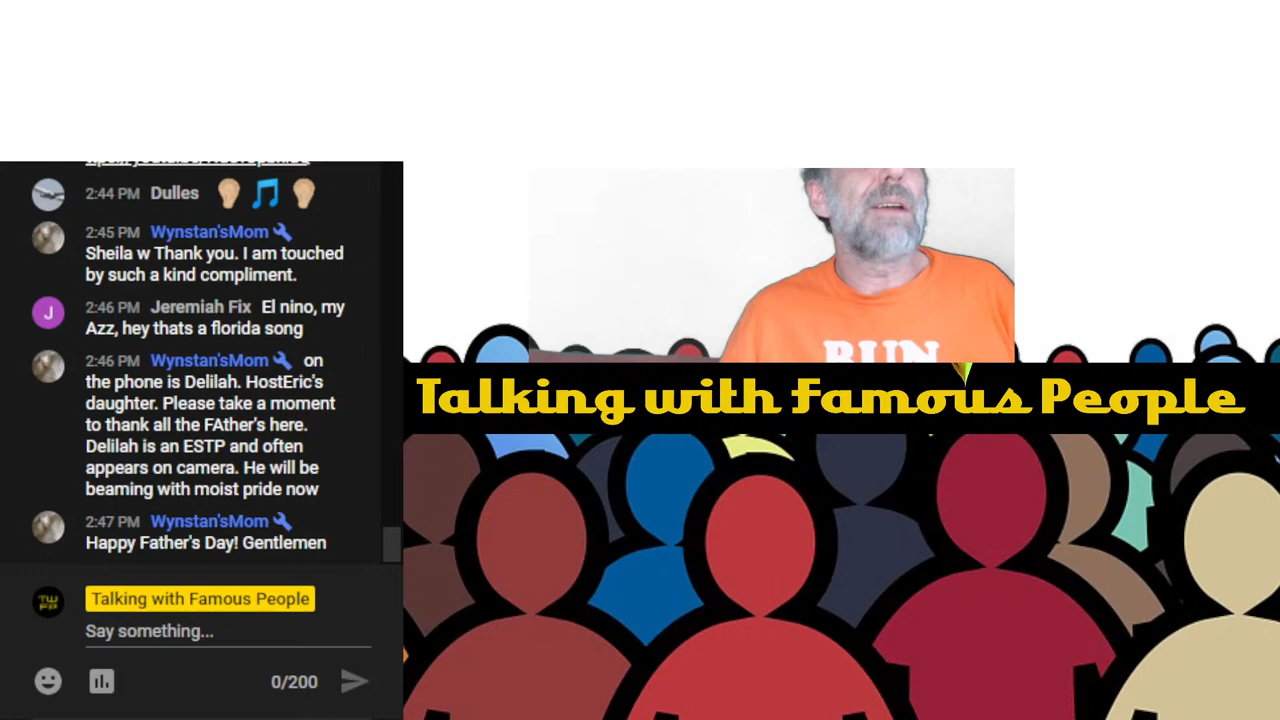 2:44 PM Dulles
2:45 PM Wynstan'sMom
Sheila w Thank you. I am touched
by such a kind compliment.
J
2:46 PM Jeremiah Fix El nino, my
Azz, hey thats a florida song
2:46 PM Wynstan'sMom on
the phone is Delilah. HostEric's
daughter. Please take a moment
to thank all the FAther's here.
Delilah is an ESTP and often
appears on camera. He will be
beaming with moist pride now
2:47 PM Wynstan'sMom
Happy Father's Day! Gentlemen
TW
FP
Talking with Famous People
Say something...
0/200
RUN
Talking with Famous People